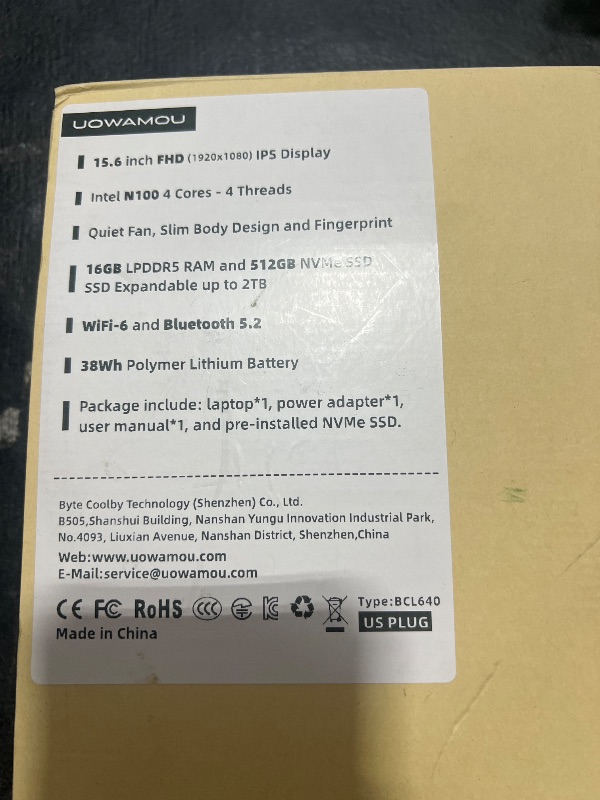 UOWAMOU
15.6 inch FHD (1920x1080) IPS Display
Intel N100 4 Cores - 4 Threads
Quiet Fan, Slim Body Design and Fingerprint
16GB LPDDR5 RAM and 512GB NVMe SSD
SSD Expandable up to 2TB
WiFi-6 and Bluetooth 5.2
38Wh Polymer Lithium Battery
Package include: laptop*1, power adapter*1,
user manual*1, and pre-installed NVMe SSD.
Byte Coolby Technology (Shenzhen) Co., Ltd.
B505,Shanshui Building, Nanshan Yungu Innovation Industrial Park,
No.4093, Liuxian Avenue, Nanshan District, Shenzhen,China
Web:www.uowamou.com
E-Mail:service@uowamou.com
CE FC RoHS CCC Type:BCL640
US PLUG
Made in China